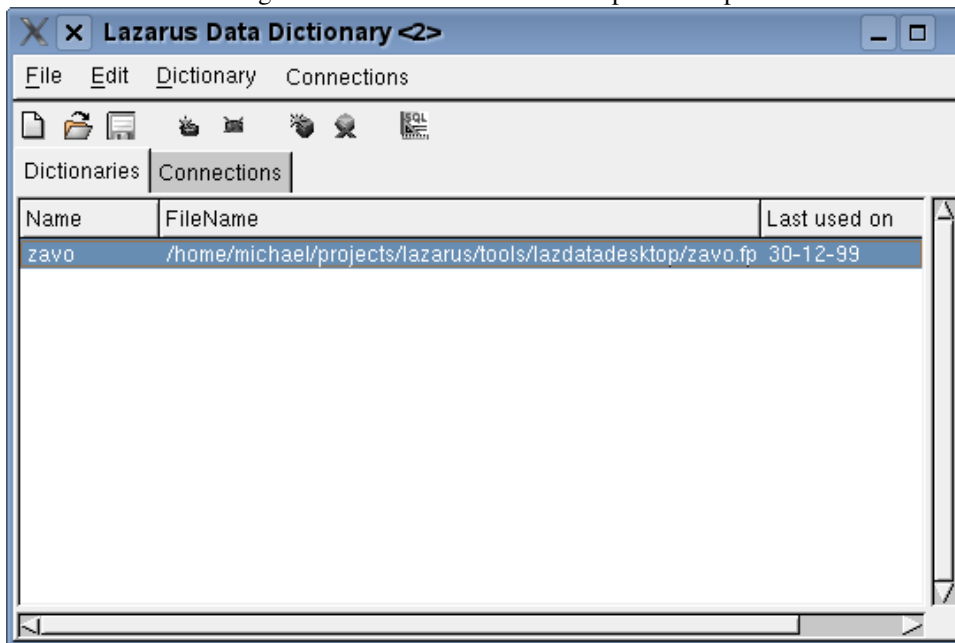 Lazarus Data Dictionary <2>
File Edit Dictionary Connections
SQL
Dictionaries Connections
Name FileName Last used on
zavo /home/michael/projects/lazarus/tools/lazdatadesktop/zavo.fp 30-12-99